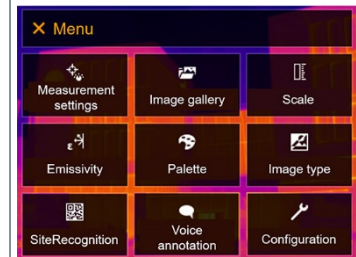 × Menu
Measurement
settings
Image gallery
Scale
Emissivity
Palette
Image type
SiteRecognition
Voice
annotation
Configuration